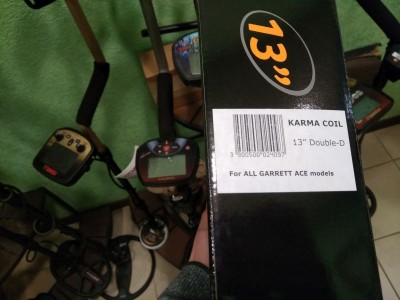 13"
KARMA COIL
13" Double-D
For ALL GARRETT ACE models